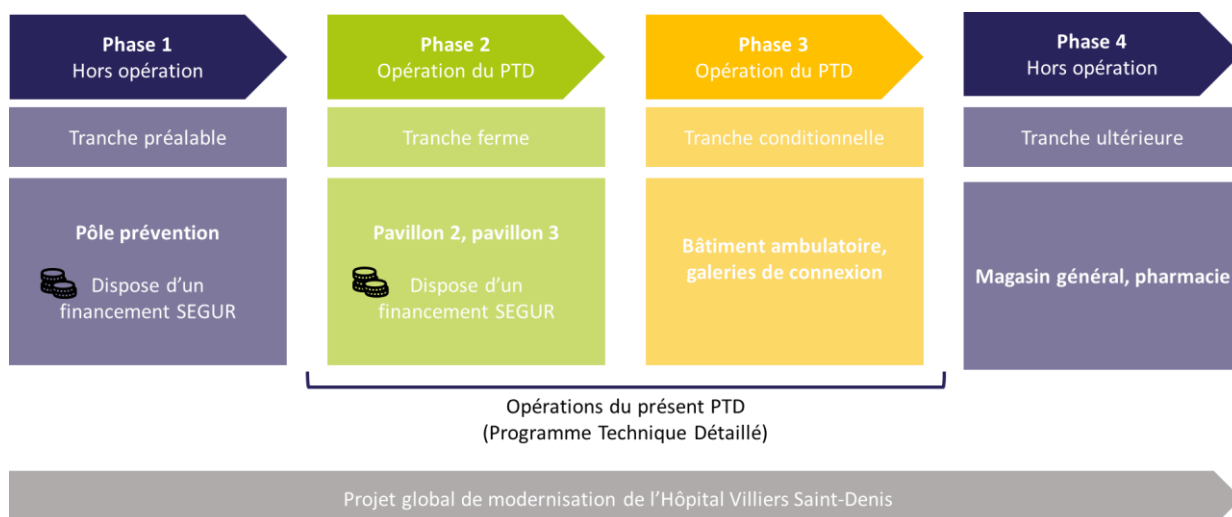 Phase 1
Hors opération
Phase 2
Opération du PTD
Phase 3
Opération du PTD
Phase 4
Hors opération
Tranche préalable
Tranche ferme
Tranche conditionnelle
Tranche ultérieure
Pôle prévention
Dispose d’un
financement SEGUR
Pavillon 2, pavillon 3
Dispose d’un
financement SEGUR
Bâtiment ambulatoire,
galeries de connexion
Magasin général, pharmacie
Opérations du présent PTD
(Programme Technique Détaillé)
Projet global de modernisation de l’Hôpital Villiers Saint-Denis